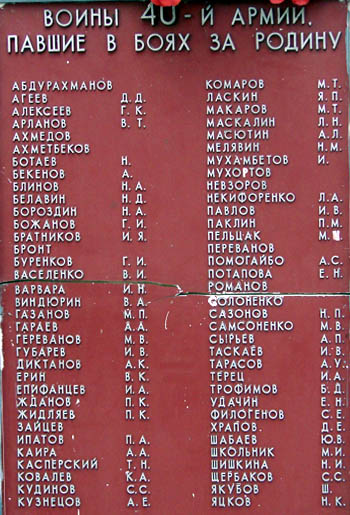 ВОИНЫ 40-Й АРМИИ,
ПАВШИЕ В БОЯХ ЗА РОДИНУ
АБДУРАХМАНОВ
АГЕЕВ Д.Д.
АЛЕКСЕЕВ Г.К.
АРЛАНОВ В.Т.
АХМЕДОВ
АХМЕТБЕКОВ
БОТАЕВ Н.
БЕКЕНОВ А.
БЛИНОВ Н.А.
БЕЛАВИН Н.Д.
БОРОЗДИН Н.А.
БОЖАНОВ Г.И.
БРАТНИКОВ И.Я.
БРОНТ
БУРЕНКОВ Г.И.
ВАСЕЛЕНКО В.И.
ВАРВАРА И.Н.
ВИНДЮРИН В.А.
ГАЗАНОВ М.П.
ГАРАЕВ А.А.
ГЕРЕВАНОВ М.В.
ГУБАРЕВ И.В.
ДИКТАНОВ А.К.
ЕРИН В.К.
ЕПИФАНЦЕВ И.А.
ЖДАНОВ П.К.
ЖИДЛЯЕВ П.К.
ЗАЙЦЕВ
ИПАТОВ П.А.
КАИРА А.А.
КАСПЕРСКИЙ Т.Н.
КОВАЛЕВ К.А.
КУДИНОВ С.С.
КУЗНЕЦОВ А.Е.
КОМАРОВ М.Т.
ЛАСКИН Я.П.
МАКАРОВ М.Т.
МАСКАЛИН Л.Н.
МАСЮТИН А.Л.
МЕЛЯВИН Н.М.
МУХАМБЕТОВ И.
МУХОРТОВ
НЕВЗОРОВ
НЕКИФОРЕНКО Л.А.
ПАВЛОВ И.В.
ПАКЛИН П.М.
ПЕЛЬЦАК М.
ПЕРЕВАНОВ
ПОМОГАЙБО А.С.
ПОТАПОВА Е.Н.
РОМАНОВ
СОЛОНЕНКО
САЗОНОВ Н.П.
САМСОНЕНКО М.В.
СЫРЬЕВ А.П.
ТАСКАЕВ И.В.
ТАРАСОВ А.У.
ТЕРЕЦ И.А.
ТРОФИМОВ Б.Д.
УДАЧИН Е.Н.
ФИЛОГЕНОВ С.Е.
ХРАПОВ. Д.Е.
ШАБАЕВ Ю.В.
ШКОЛЬНИК М.И.
ШИШКИНА Н.И.
ЩЕРБАКОВ С.С.
ЯКУБОВ Ш.
ЯЦКОВ Н.К.